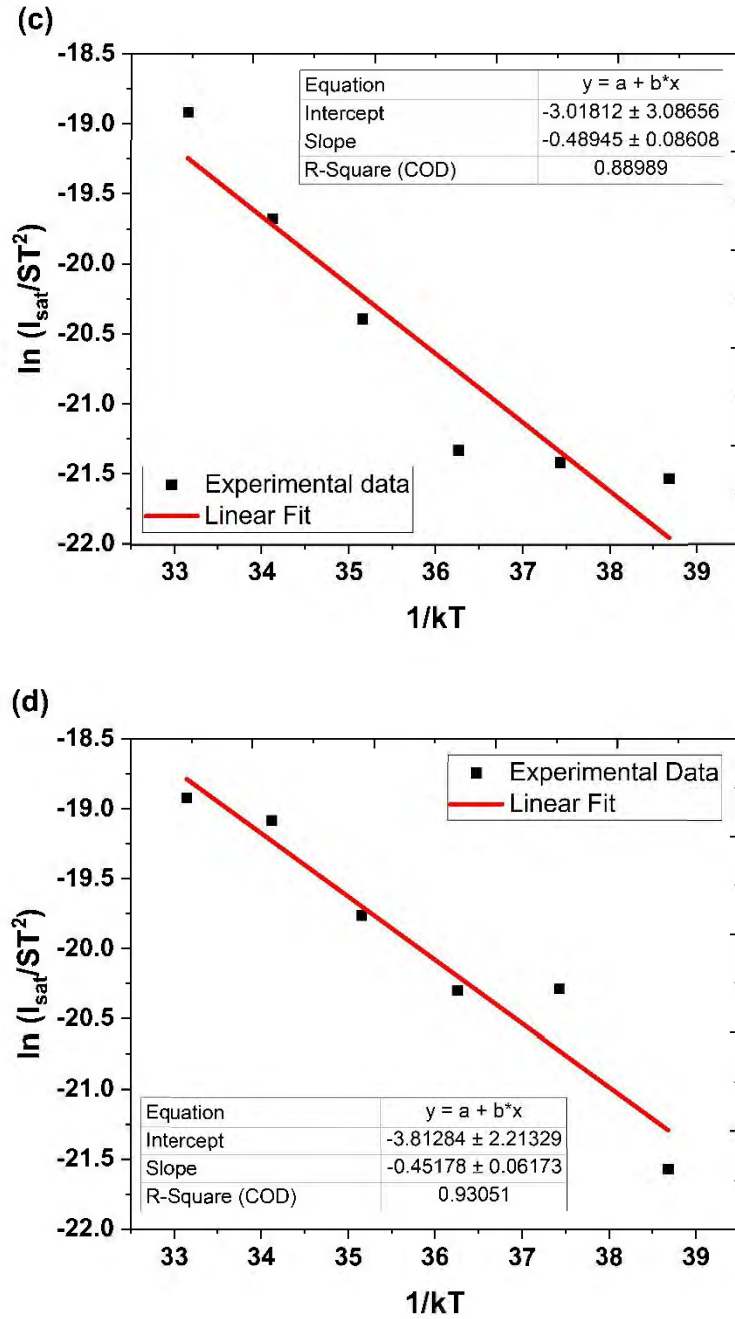 (c)
-18.5
-19.0
-19.5
-20.0
-20.5
-21.0
-21.5
-22.0
ln (I_sat/ST²)
Equation y = a + b*x
Intercept -3.01812 ± 3.08656
Slope -0.48945 ± 0.08608
R-Square (COD) 0.88989
Experimental data
Linear Fit
33 34 35 36 37 38 39
1/kT
(d)
-18.5
-19.0
-19.5
-20.0
-20.5
-21.0
-21.5
-22.0
ln (I_sat/ST²)
Experimental Data
Linear Fit
Equation y = a + b*x
Intercept -3.81284 ± 2.21329
Slope -0.45178 ± 0.06173
R-Square (COD) 0.93051
33 34 35 36 37 38 39
1/kT